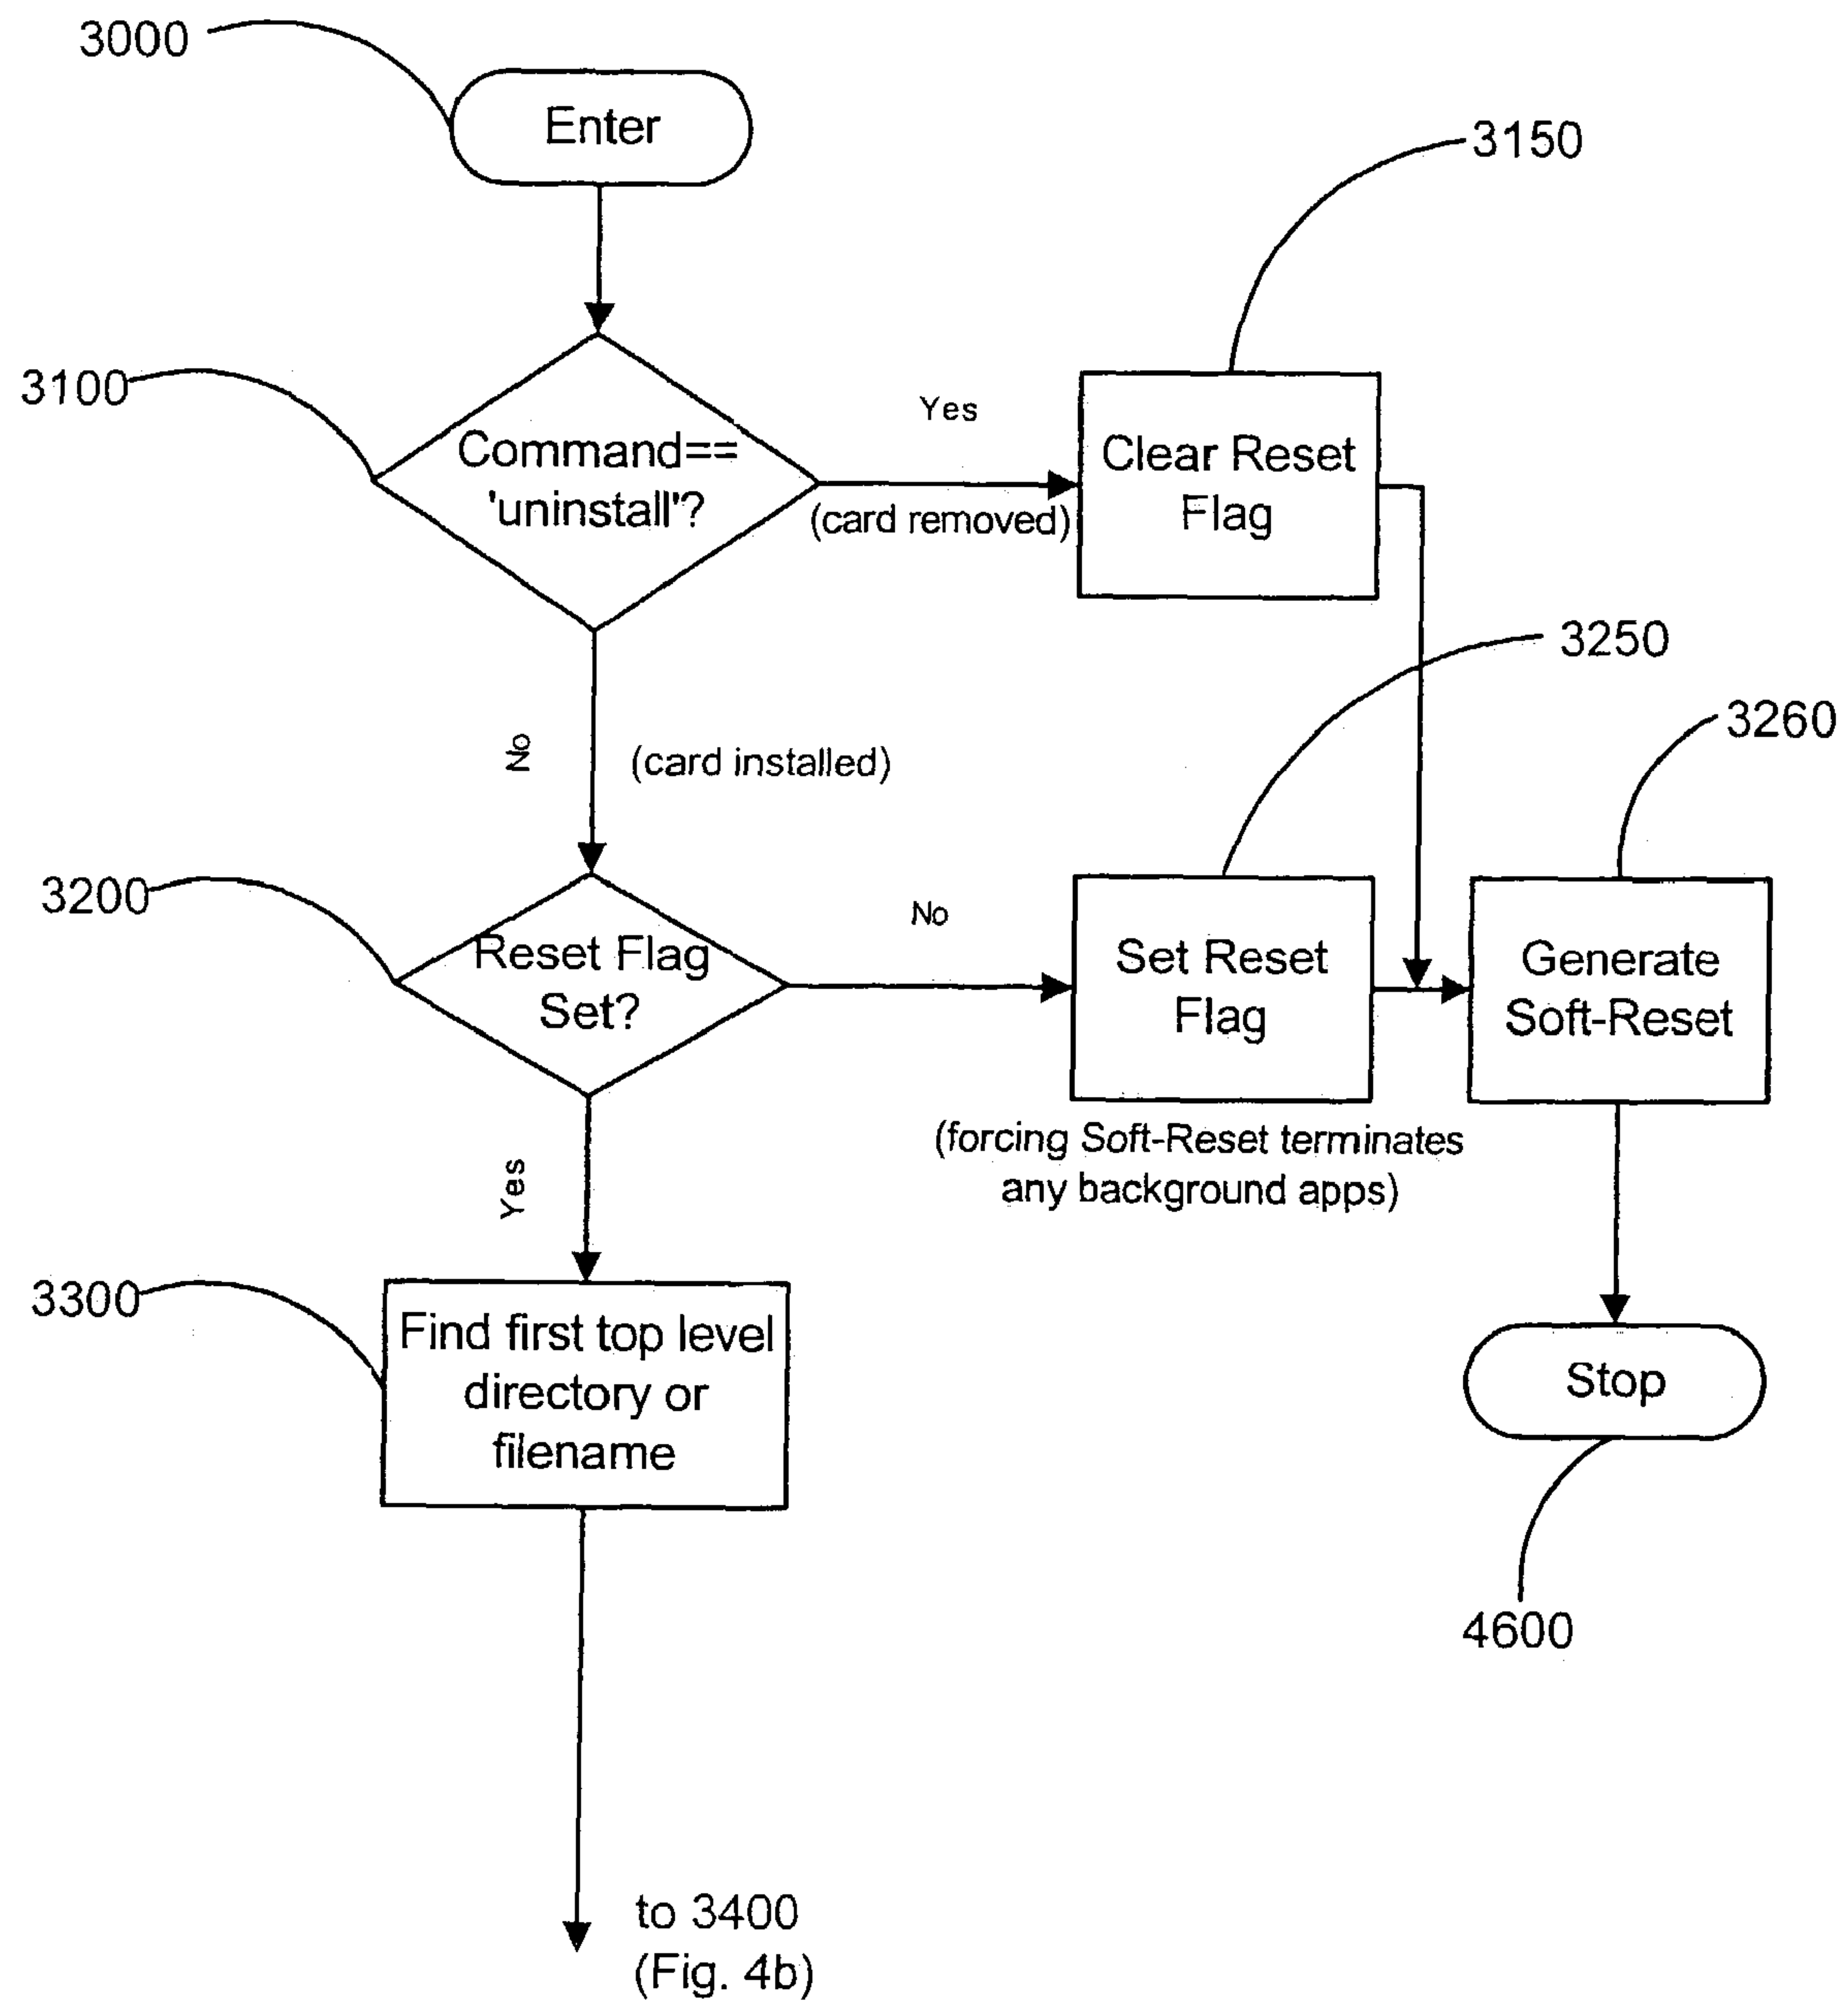 3000
Enter
3150
3100
Command==
'uninstall'?
Yes
(card removed)
Clear Reset
Flag
3250
3260
No
(card installed)
3200
Reset Flag
Set?
No
Set Reset
Flag
Generate
Soft-Reset
(forcing Soft-Reset terminates
any background apps)
Yes
3300
Find first top level
directory or
filename
Stop
4600
to 3400
(Fig. 4b)